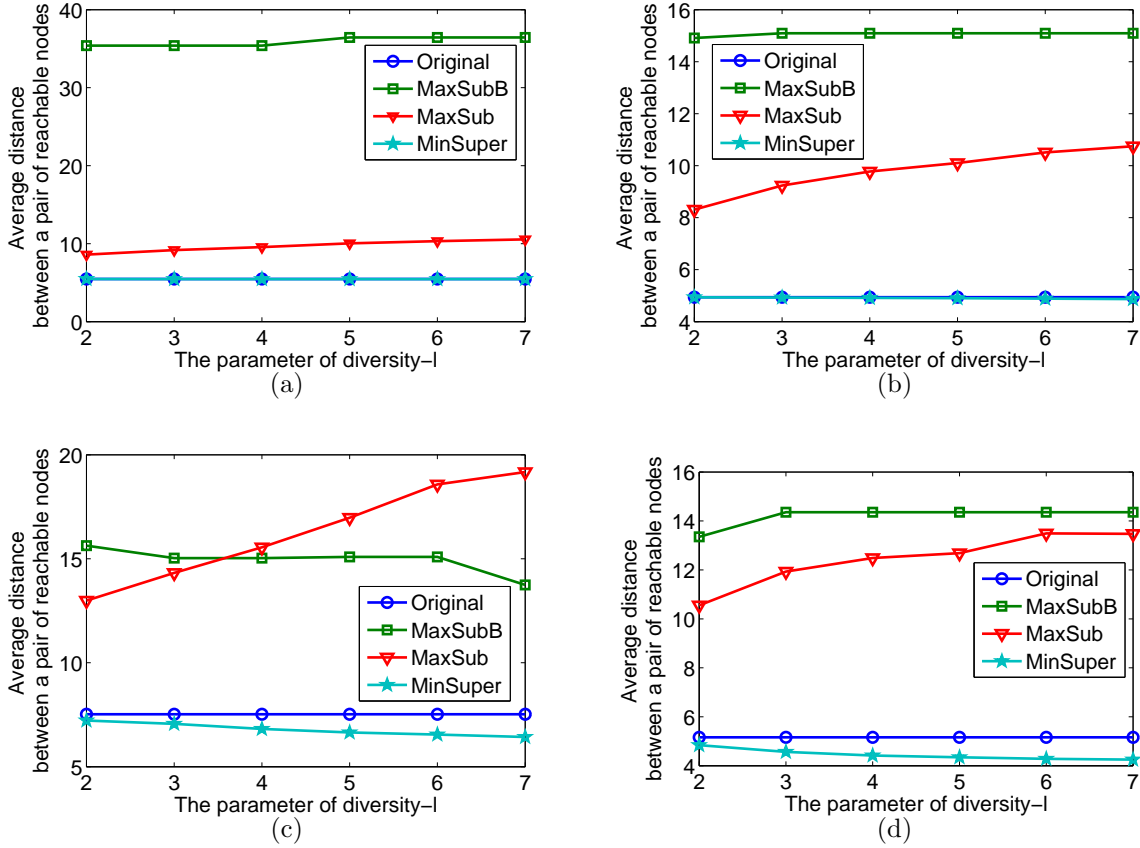 40
30
20
10
0
Average distance
between a pair of reachable nodes
Original
MaxSubB
MaxSub
MinSuper
2 3 4 5 6 7
The parameter of diversity−l
(a)
16
14
12
10
8
6
4
Average distance
between a pair of reachable nodes
Original
MaxSubB
MaxSub
MinSuper
2 3 4 5 6 7
The parameter of diversity−l
(b)
20
15
10
5
Average distance
between a pair of reachable nodes
Original
MaxSubB
MaxSub
MinSuper
2 3 4 5 6 7
The parameter of diversity−l
(c)
16
14
12
10
8
6
4
Average distance
between a pair of reachable nodes
Original
MaxSubB
MaxSub
MinSuper
2 3 4 5 6 7
The parameter of diversity−l
(d)